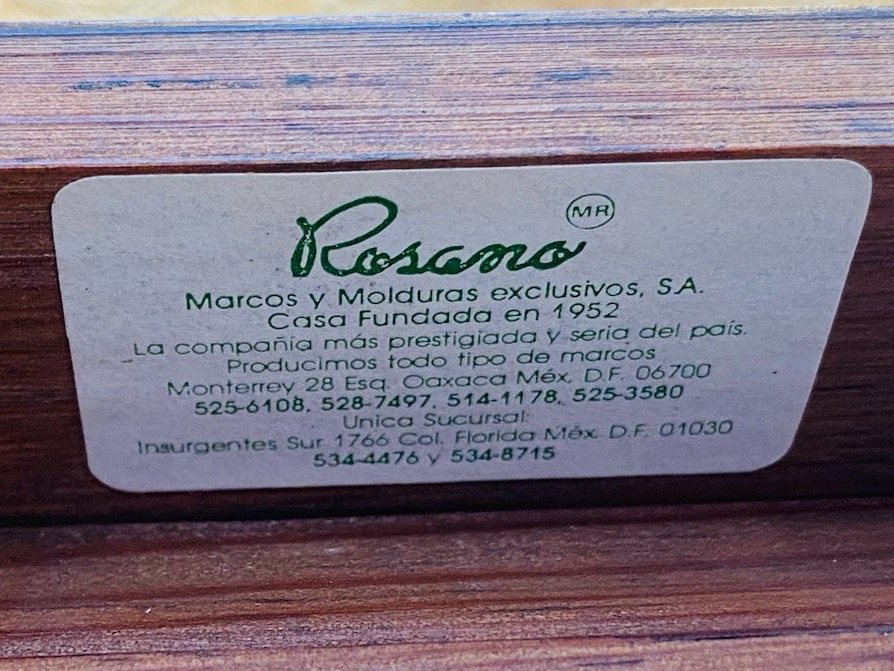 Rosano MR
Marcos y Molduras exclusivos, S.A.
Casa Fundada en 1952
La compañía más prestigiada y seria del país.
Producimos todo tipo de marcos
Monterrey 28 Esq. Oaxaca Méx. D.F. 06700
525-6108, 528-7497, 514-1178, 525-3580
Unica Sucursal:
Insurgentes Sur 1766 Col. Florida Méx. D.F. 01030
534-4476 y 534-8715